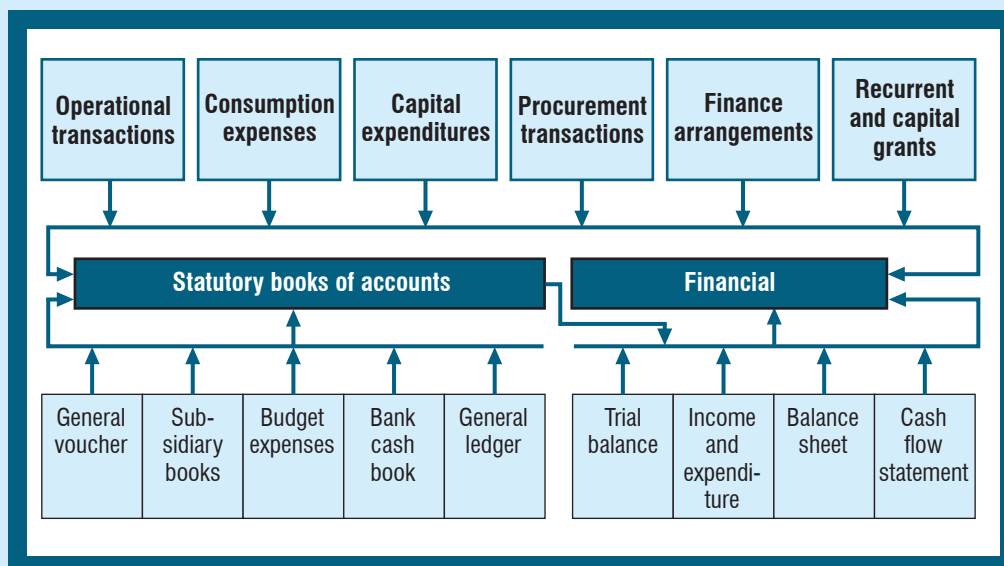 Operational
transactions
Consumption
expenses
Capital
expenditures
Procurement
transactions
Finance
arrangements
Recurrent
and capital
grants
Statutory books of accounts
Financial
General
voucher
Sub-
sidiary
books
Budget
expenses
Bank
cash
book
General
ledger
Trial
balance
Income
and
expendi-
ture
Balance
sheet
Cash
flow
statement